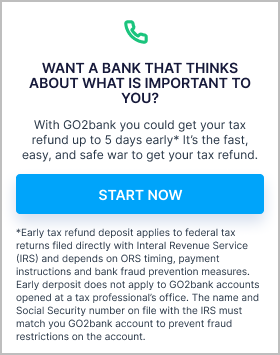 WANT A BANK THAT THINKS
ABOUT WHAT IS IMPORTANT TO
YOU?
With GO2bank you could get your tax
refund up to 5 days early* It's the fast,
easy, and safe war to get your tax refund.
START NOW
*Early tax refund deposit applies to federal tax
returns filed directly with Interal Revenue Service
(IRS) and depends on ORS timing, payment
instructions and bank fraud prevention measures.
Early derposit does not apply to GO2bank accounts
opened at a tax professional's office. The name and
Social Security number on file with the IRS must
match you GO2bank account to prevent fraud
restrictions on the account.